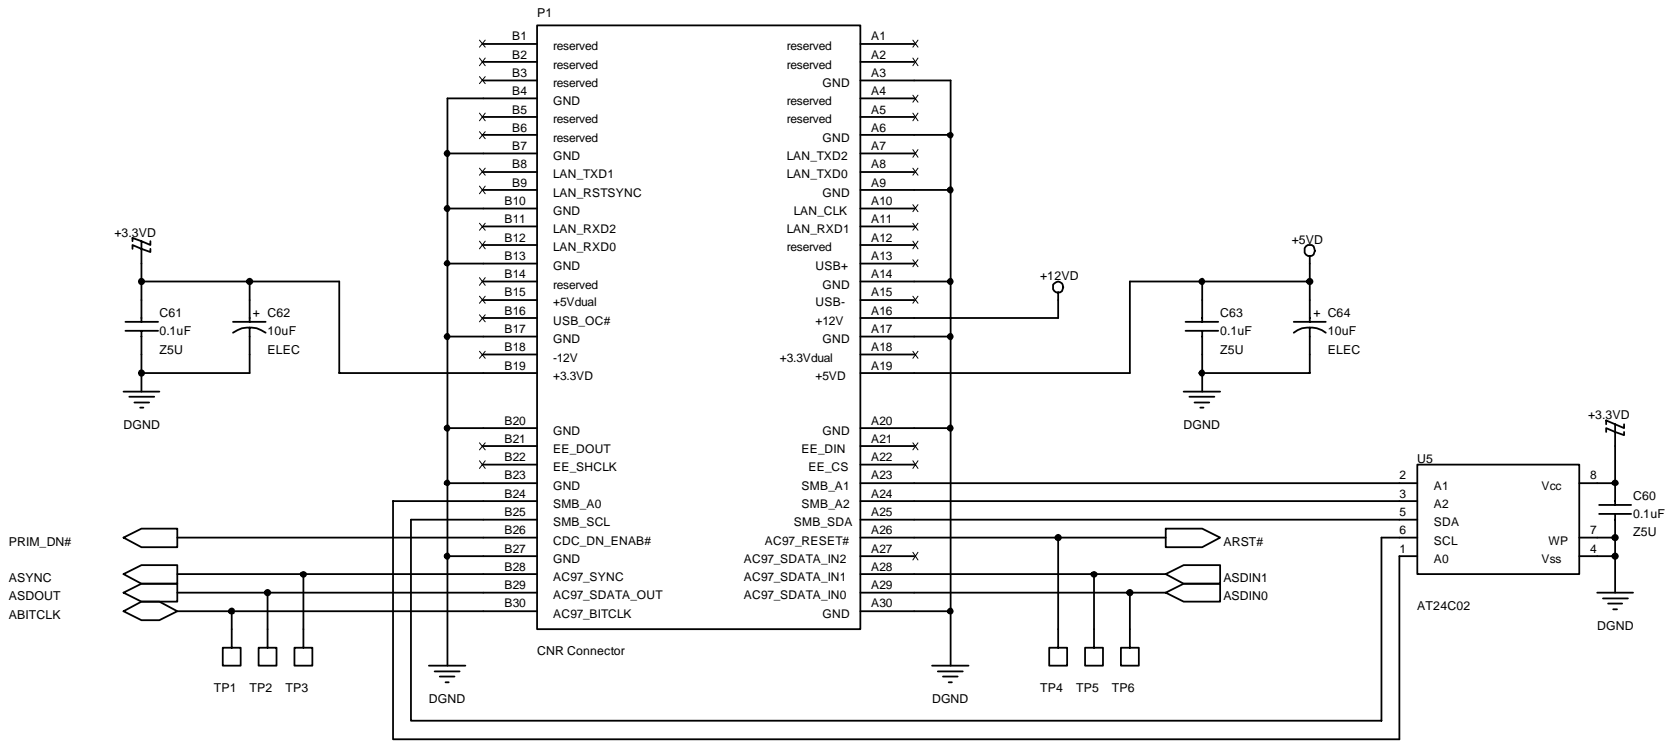 P1
B1 reserved reserved A1
B2 reserved reserved A2
B3 reserved GND A3
B4 GND reserved A4
B5 reserved reserved A5
B6 reserved GND A6
B7 GND LAN_TXD2 A7
B8 LAN_TXD1 LAN_TXD0 A8
B9 LAN_RSTSYNC GND A9
B10 GND LAN_CLK A10
B11 LAN_RXD2 LAN_RXD1 A11
B12 LAN_RXD0 reserved A12
B13 GND USB+ A13
B14 reserved GND A14
B15 +5Vdual USB- A15
B16 USB_OC# +12V A16
B17 GND GND A17
B18 -12V +3.3Vdual A18
B19 +3.3VD +5VD A19
B20 GND GND A20
B21 EE_DOUT EE_DIN A21
B22 EE_SHCLK EE_CS A22
B23 GND SMB_A1 A23
B24 SMB_A0 SMB_A2 A24
B25 SMB_SCL SMB_SDA A25
B26 CDC_DN_ENAB# AC97_RESET# A26
B27 GND AC97_SDATA_IN2 A27
B28 AC97_SYNC AC97_SDATA_IN1 A28
B29 AC97_SDATA_OUT AC97_SDATA_IN0 A29
B30 AC97_BITCLK GND A30
CNR Connector
+3.3VD
C61
0.1uF
Z5U
+ C62
10uF
ELEC
DGND
PRIM_DN#
ASYNC
ASDOUT
ABITCLK
TP1 TP2 TP3
DGND
DGND
+12VD
+5VD
C63
0.1uF
Z5U
+ C64
10uF
ELEC
DGND
ARST#
ASDIN1
ASDIN0
TP4 TP5 TP6
U5
2 A1 Vcc 8
3 A2
5 SDA
6 SCL WP 7
1 A0 Vss 4
AT24C02
+3.3VD
C60
0.1uF
Z5U
DGND